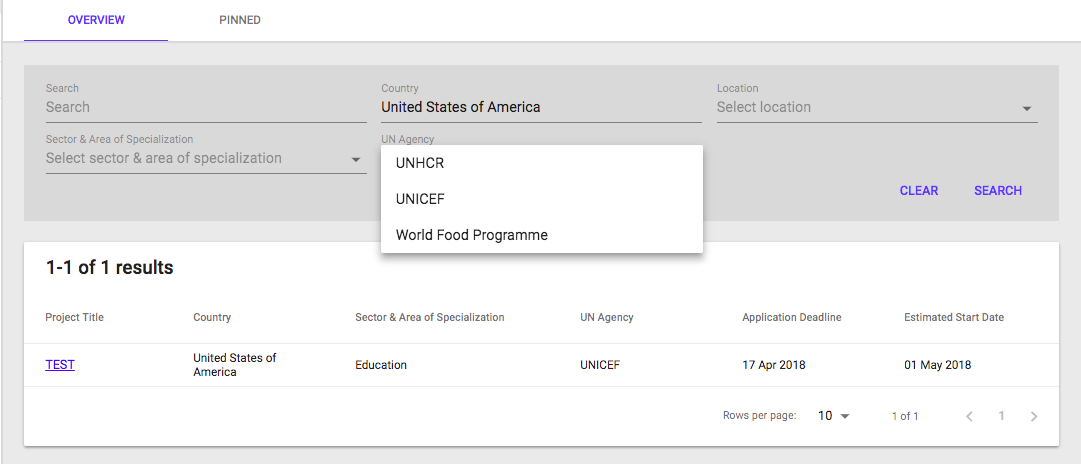 OVERVIEW PINNED
Search Country Location
Search United States of America Select location
Sector & Area of Specialization UN Agency
Select sector & area of specialization
UNHCR
CLEAR SEARCH
UNICEF
World Food Programme
1-1 of 1 results
Project Title Country Sector & Area of Specialization UN Agency Application Deadline Estimated Start Date
TEST United States of America Education UNICEF 17 Apr 2018 01 May 2018
Rows per page: 10 1 of 1 1